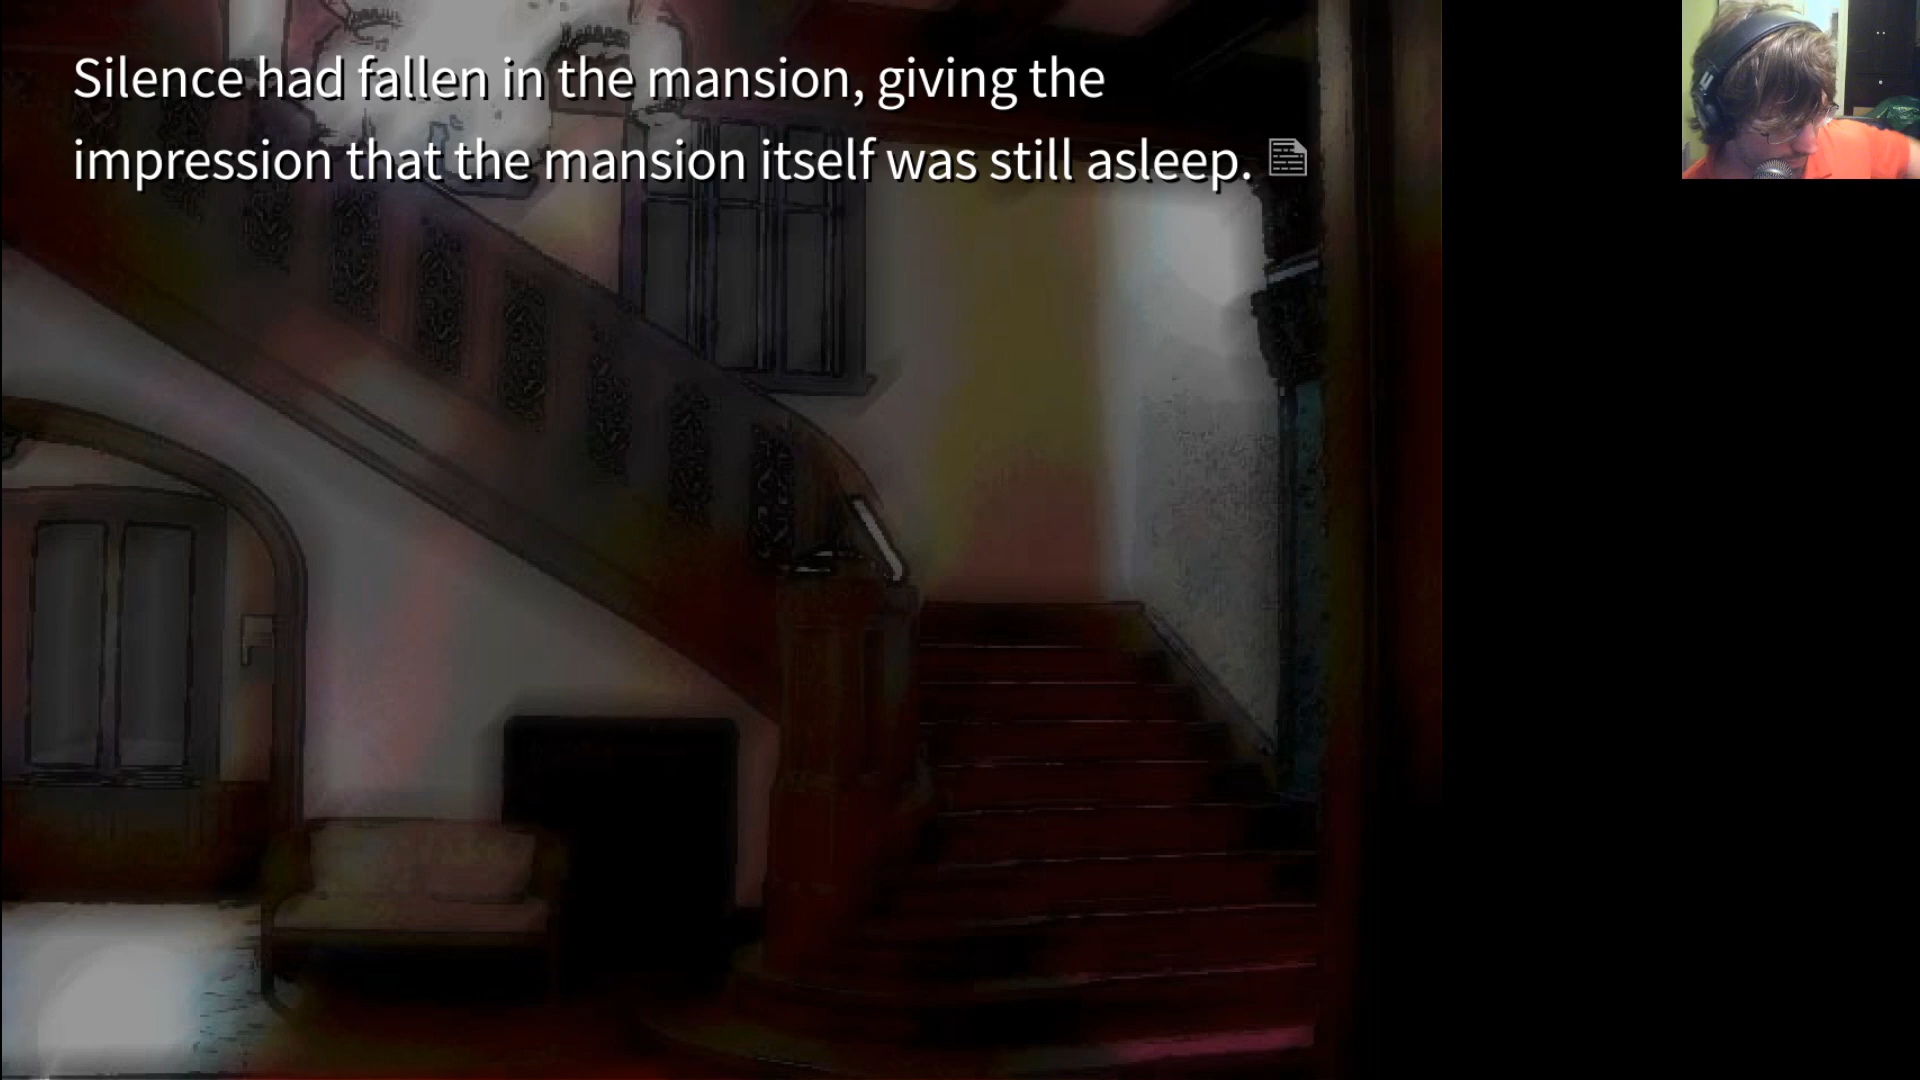 Silence had fallen in the mansion, giving the
impression that the mansion itself was still asleep.